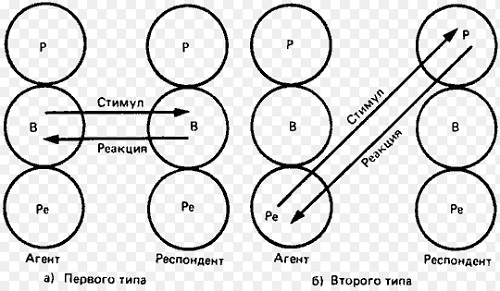 Р Р Р Р
Стимул
В В В В
Реакция
Стимул
Реакция
Ре Ре Ре Ре
Агент Респондент Агент Респондент
а) Первого типа б) Второго типа